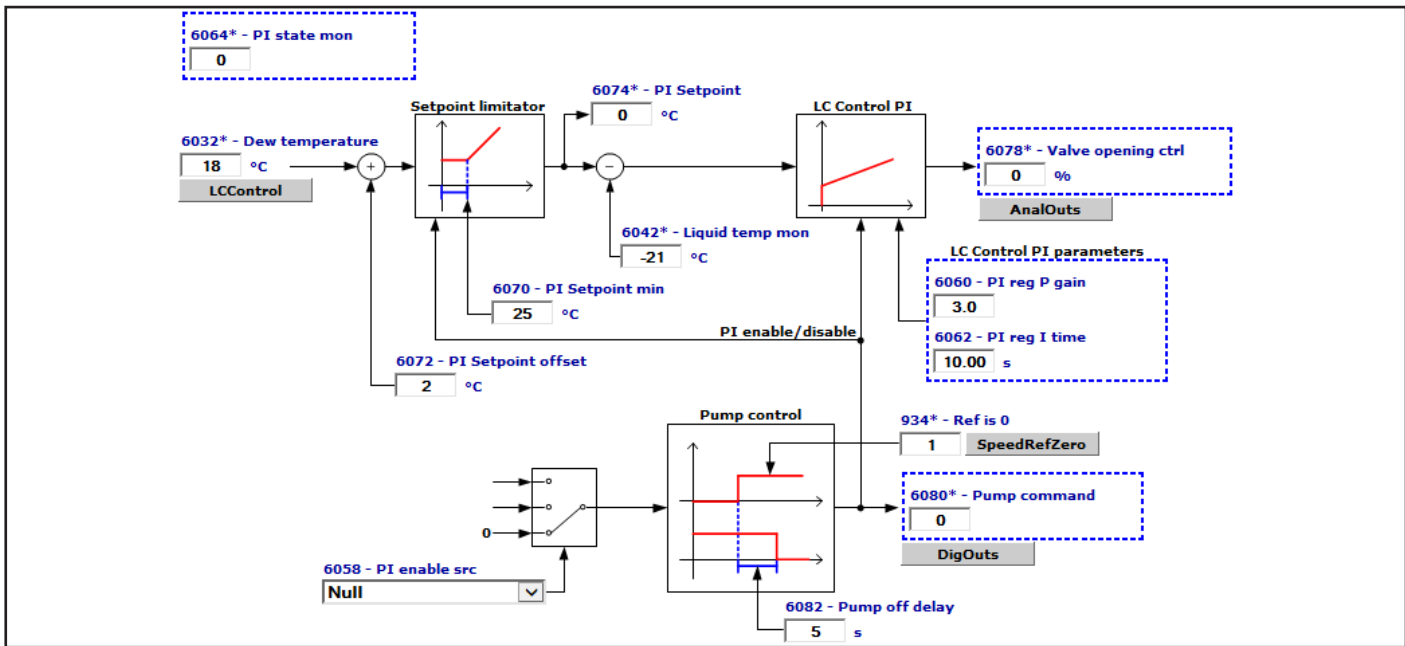 6064* - PI state mon
0
6074* - PI Setpoint
0 °C
Setpoint limitator
LC Control PI
6032* - Dew temperature
18 °C
LCControl
+
−
6078* - Valve opening ctrl
0 %
AnalOuts
6042* - Liquid temp mon
-21 °C
LC Control PI parameters
6060 - PI reg P gain
3.0
6062 - PI reg I time
10.00 s
6070 - PI Setpoint min
25 °C
PI enable/disable
6072 - PI Setpoint offset
2 °C
Pump control
934* - Ref is 0
1 SpeedRefZero
6080* - Pump command
0
DigOuts
0
6058 - PI enable src
Null
6082 - Pump off delay
5 s